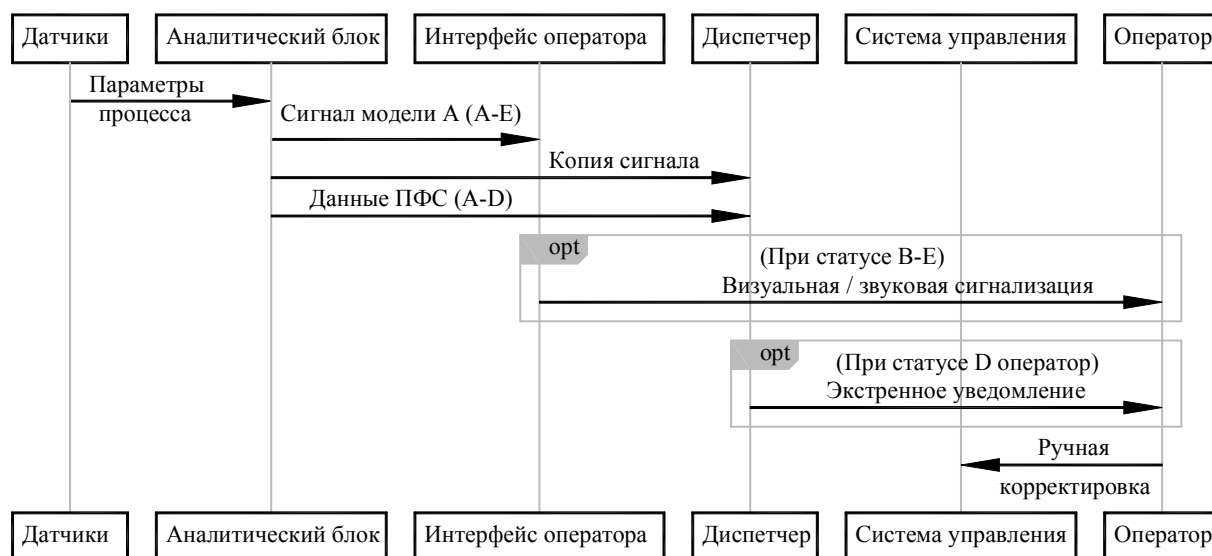 Датчики
Аналитический блок
Интерфейс оператора
Диспетчер
Система управления
Оператор
Параметры
процесса
Сигнал модели А (А-Е)
Копия сигнала
Данные ПФС (А-D)
opt
(При статусе В-Е)
Визуальная / звуковая сигнализация
opt
(При статусе D оператор)
Экстренное уведомление
Ручная
корректировка
Датчики
Аналитический блок
Интерфейс оператора
Диспетчер
Система управления
Оператор